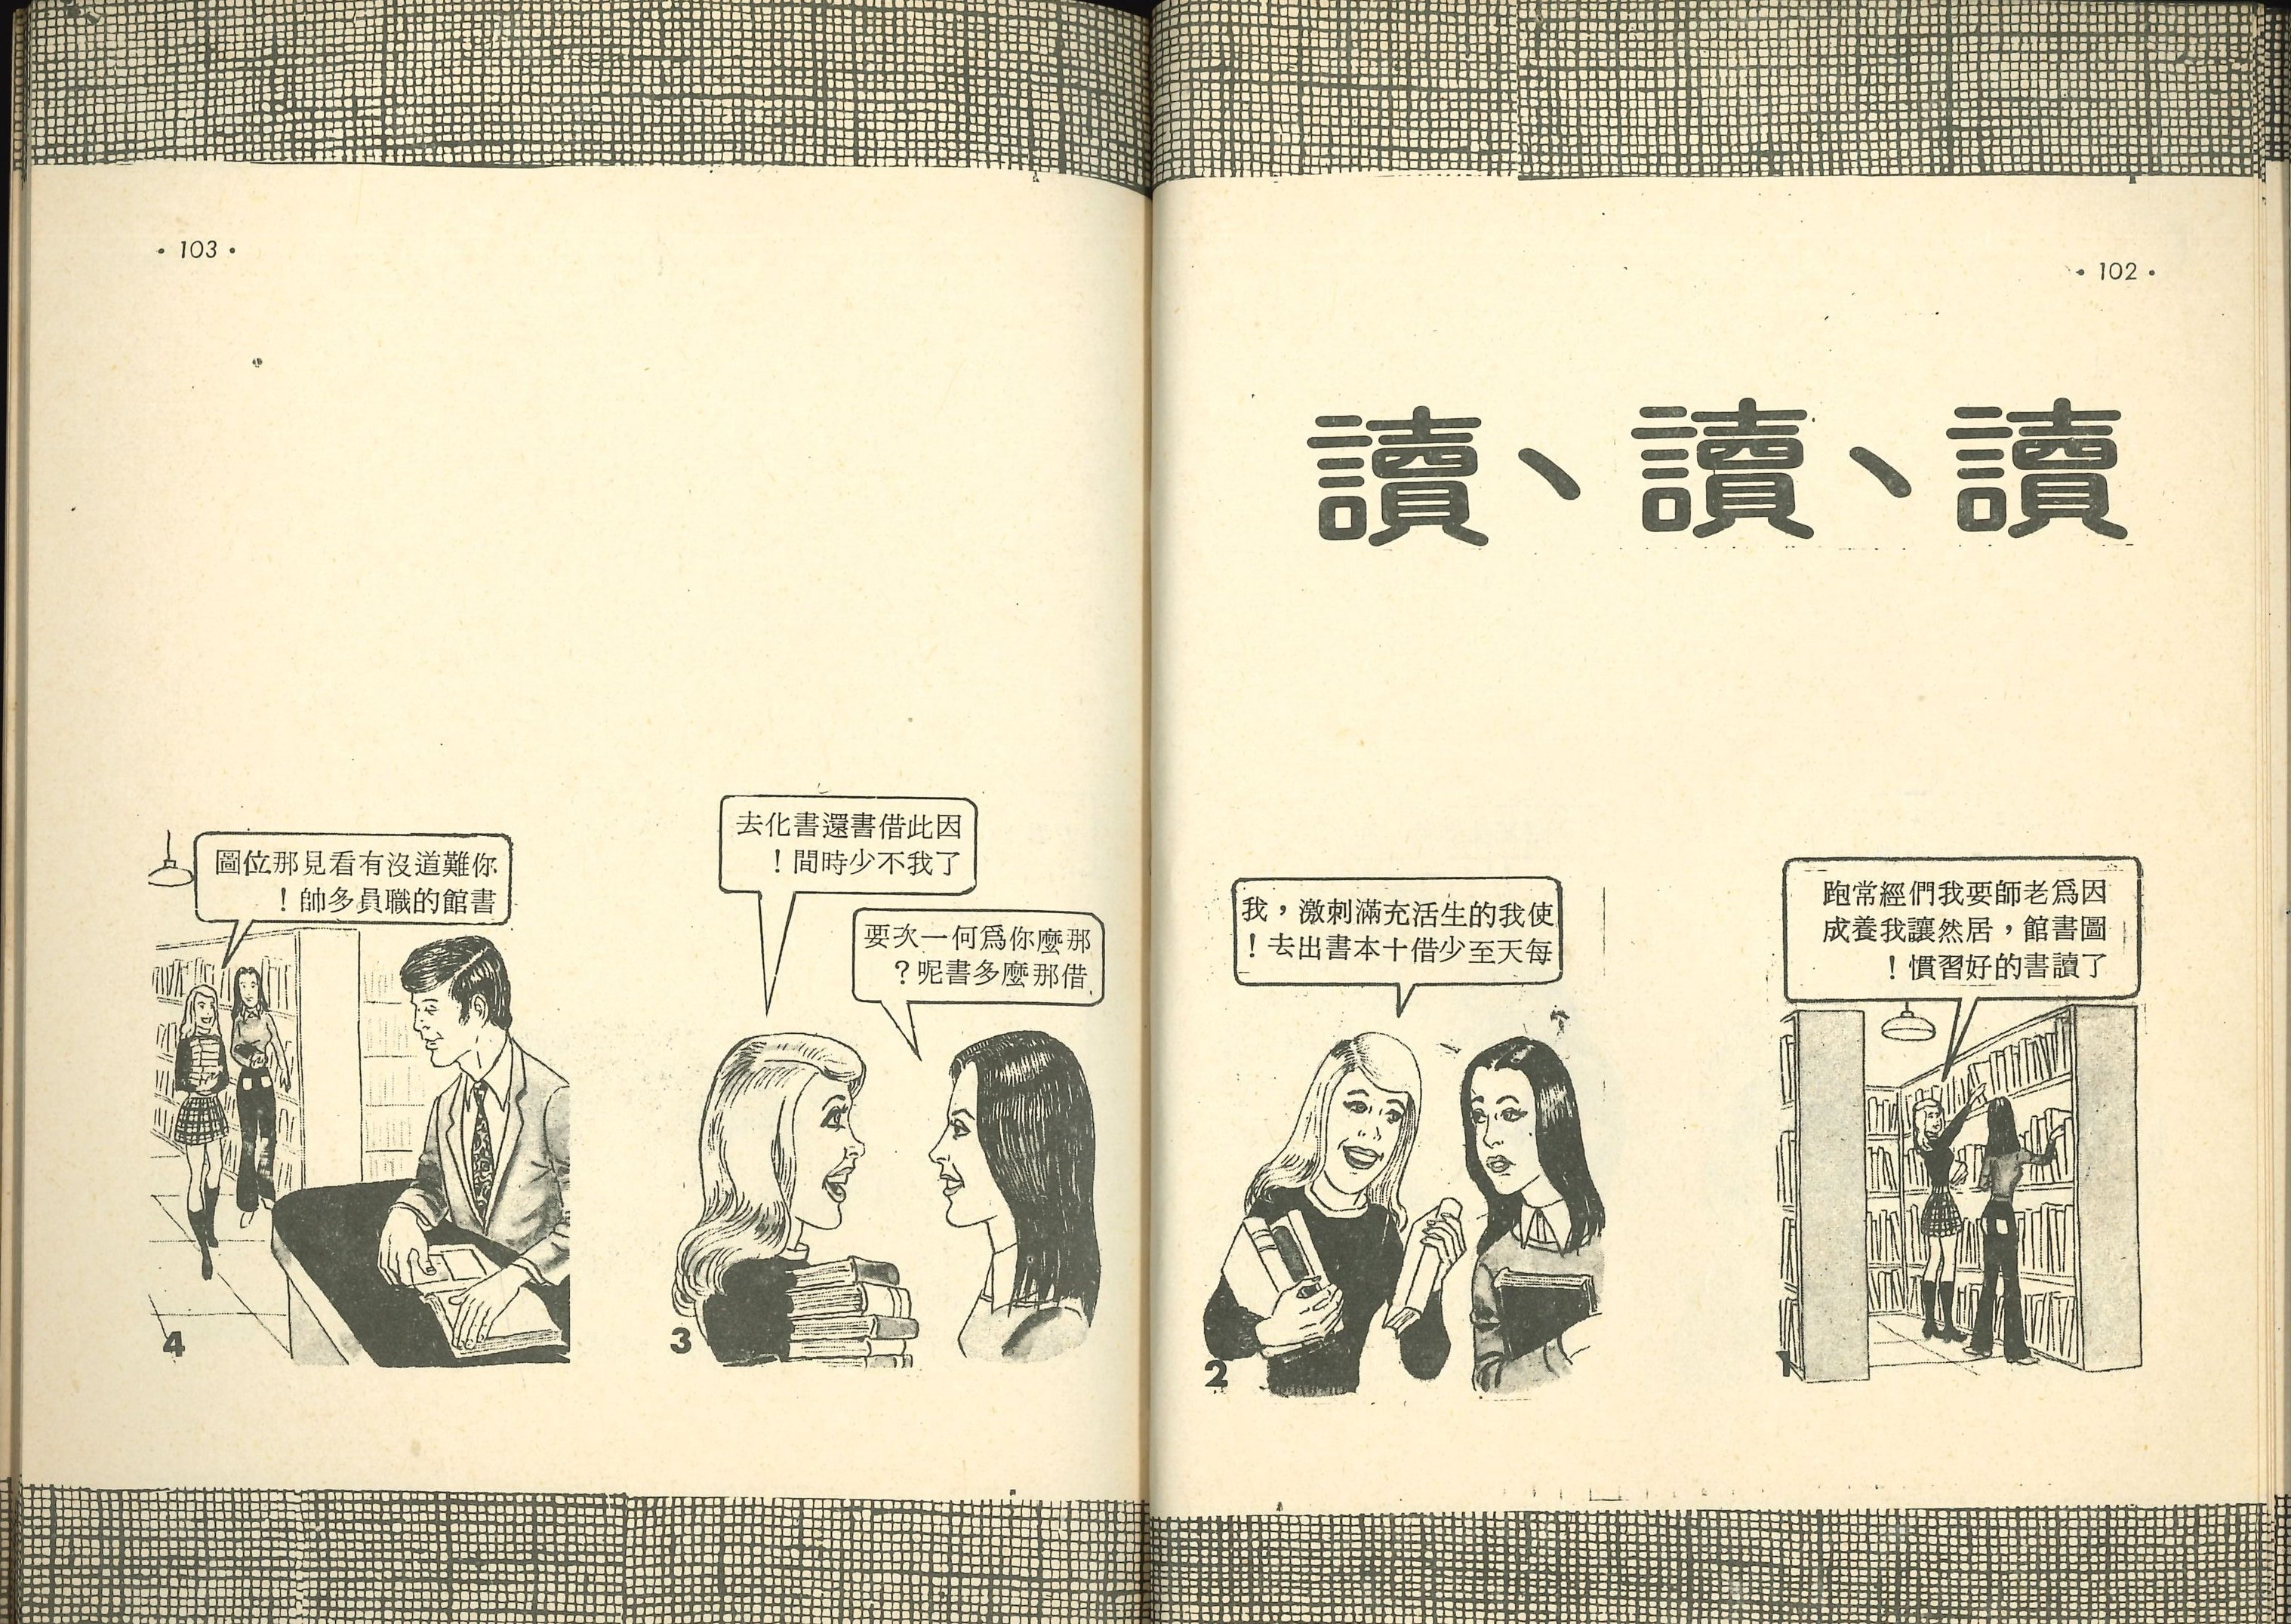 • 102 •
讀、讀、讀
因爲老師要我們經常跑
圖書館，居然讓我養成
了讀書的好習慣！
1
使我的生活充滿刺激，我
每天至少借十本書出去！
2
• 103 •
那麼你爲何一次要
借那麼多書呢？
因此借書還書化去
了我不少時間！
3
你難道沒有看見那位圖
書館的職員多帥！
4